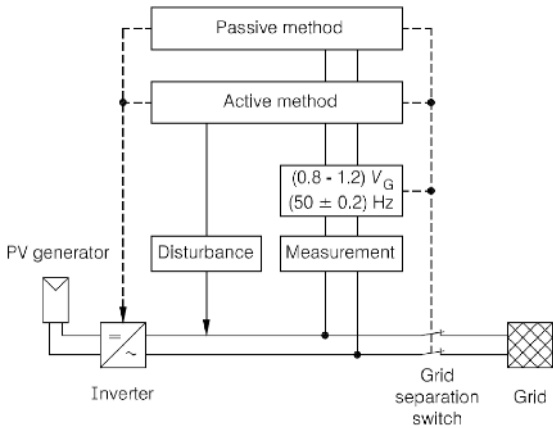 Passive method
Active method
(0.8 - 1.2) V_G
(50 ± 0.2) Hz
PV generator
Disturbance
Measurement
=
~
Inverter
Grid
separation
switch
Grid